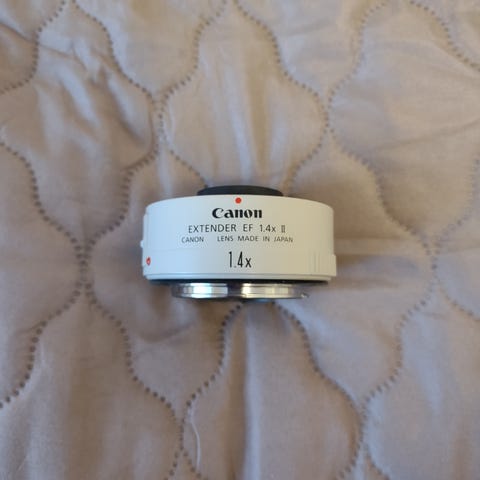 Canon
EXTENDER EF 1.4x II
CANON LENS MADE IN JAPAN
1.4x